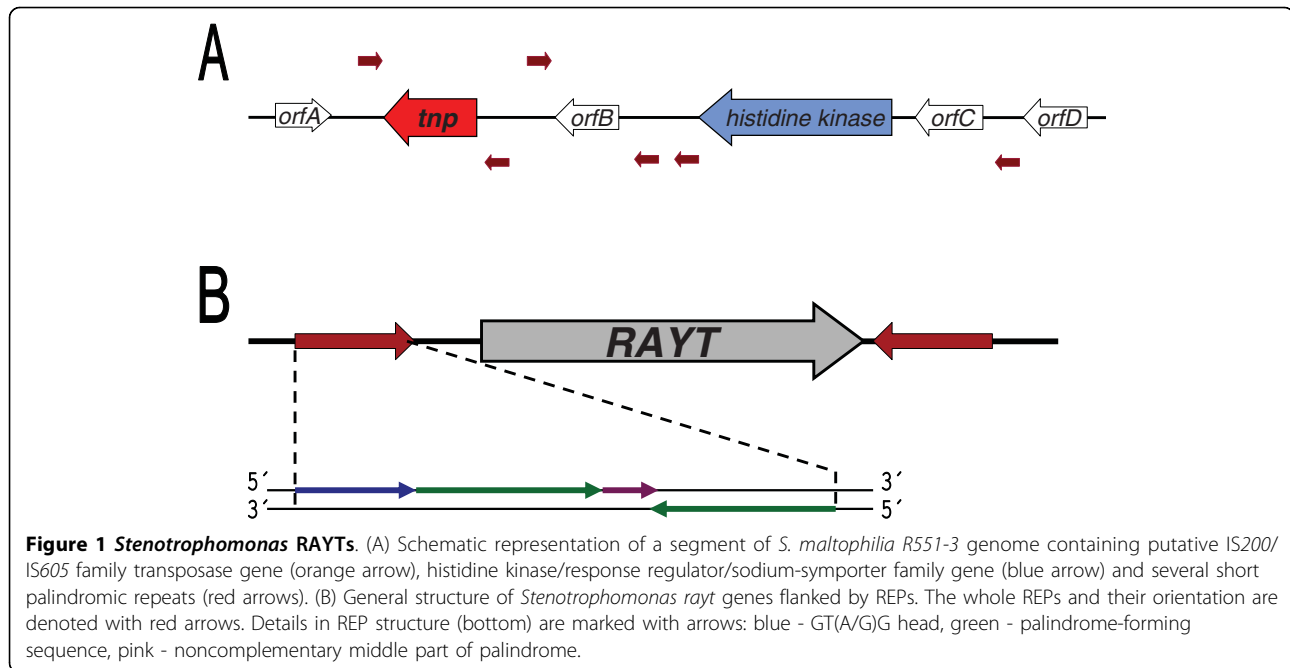 A
orfA
tnp
orfB
histidine kinase
orfC
orfD
B
RAYT
5´
3´
3´
5´
Figure 1 Stenotrophomonas RAYTs. (A) Schematic representation of a segment of S. maltophilia R551-3 genome containing putative IS200/
IS605 family transposase gene (orange arrow), histidine kinase/response regulator/sodium-symporter family gene (blue arrow) and several short
palindromic repeats (red arrows). (B) General structure of Stenotrophomonas rayt genes flanked by REPs. The whole REPs and their orientation are
denoted with red arrows. Details in REP structure (bottom) are marked with arrows: blue - GT(A/G)G head, green - palindrome-forming
sequence, pink - noncomplementary middle part of palindrome.